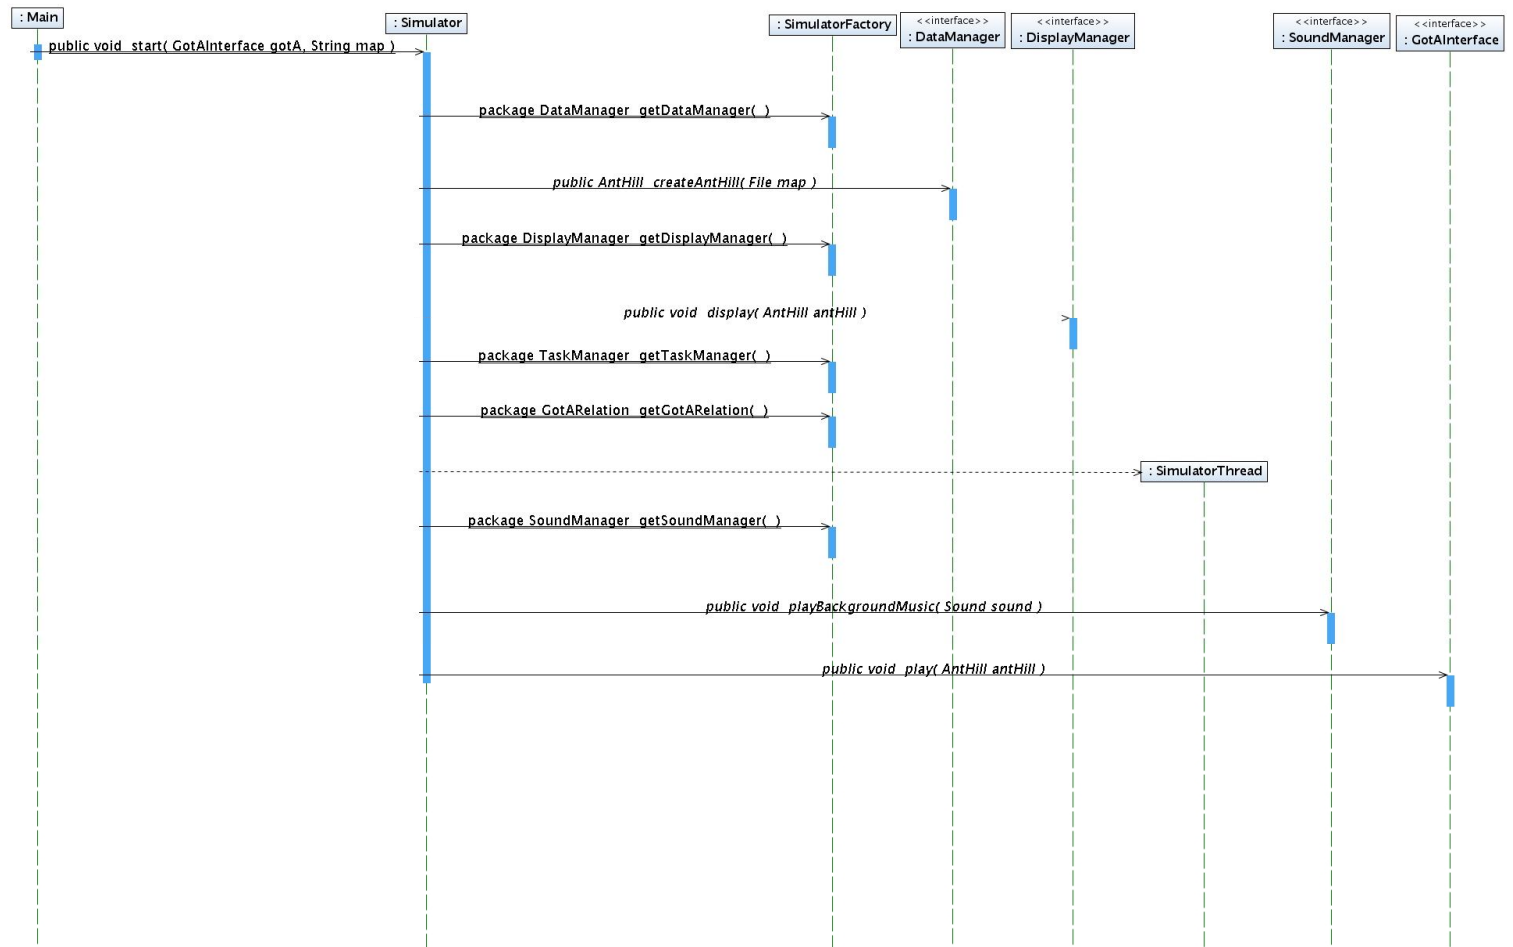 : Main
: Simulator
: SimulatorFactory
<<interface>>
: DataManager
<<interface>>
: DisplayManager
<<interface>>
: SoundManager
<<interface>>
: GotAInterface
public void start( GotAInterface gotA, String map )
package DataManager getDataManager( )
public AntHill createAntHill( File map )
package DisplayManager getDisplayManager( )
public void display( AntHill antHill )
package TaskManager getTaskManager( )
package GotARelation getGotARelation( )
: SimulatorThread
package SoundManager getSoundManager( )
public void playBackgroundMusic( Sound sound )
public void play( AntHill antHill )